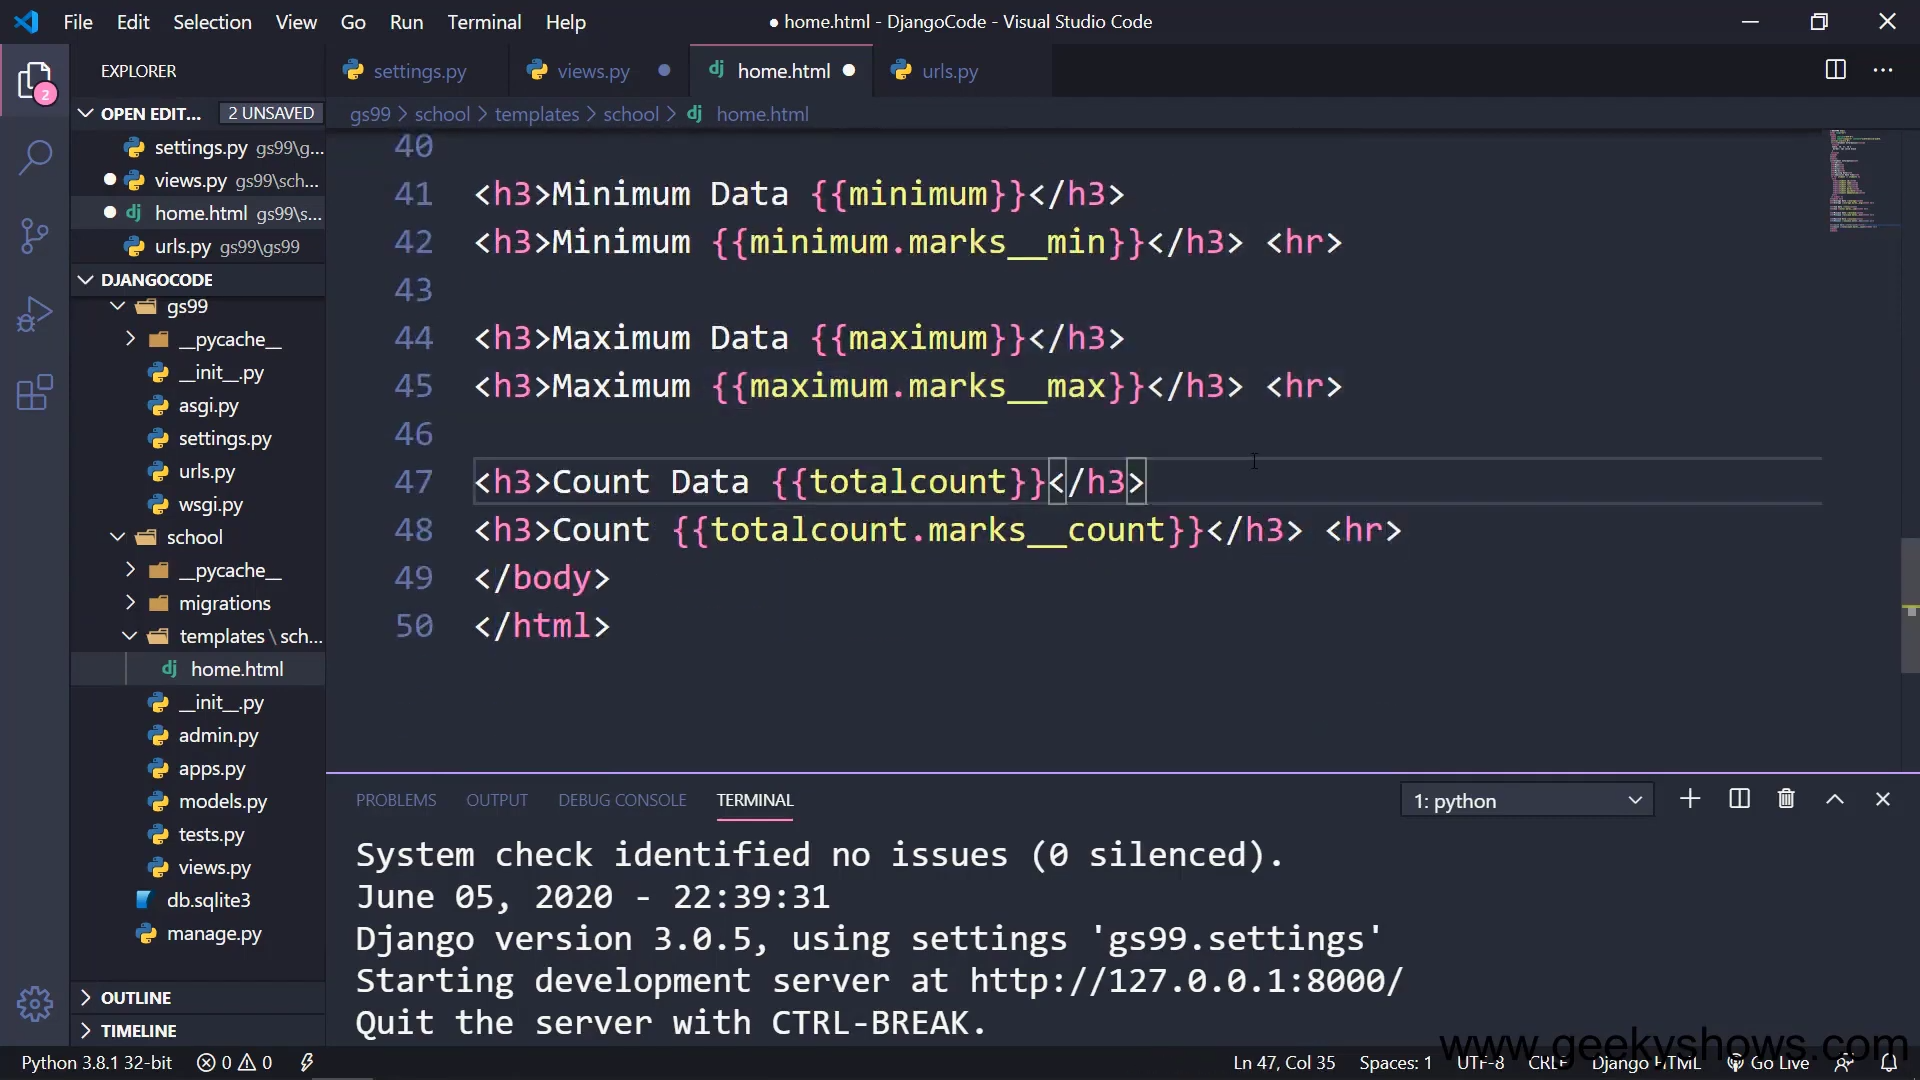 File Edit Selection View Go Run Terminal Help
● home.html - DjangoCode - Visual Studio Code
EXPLORER
settings.py
views.py
home.html
urls.py
OPEN EDIT... 2 UNSAVED
gs99 > school > templates > school > home.html
settings.py gs99\g...
views.py gs99\sch...
home.html gs99\s...
urls.py gs99\gs99
DJANGOCODE
gs99
__pycache__
__init__.py
asgi.py
settings.py
urls.py
wsgi.py
school
__pycache__
migrations
templates\sch...
home.html
__init__.py
admin.py
apps.py
models.py
tests.py
views.py
db.sqlite3
manage.py
OUTLINE
TIMELINE
2
40
41 <h3>Minimum Data {{minimum}}</h3>
42 <h3>Minimum {{minimum.marks__min}}</h3> <hr>
43
44 <h3>Maximum Data {{maximum}}</h3>
45 <h3>Maximum {{maximum.marks__max}}</h3> <hr>
46
47 <h3>Count Data {{totalcount}}</h3>
48 <h3>Count {{totalcount.marks__count}}</h3> <hr>
49 </body>
50 </html>
PROBLEMS OUTPUT DEBUG CONSOLE TERMINAL
1: python
System check identified no issues (0 silenced).
June 05, 2020 - 22:39:31
Django version 3.0.5, using settings 'gs99.settings'
Starting development server at http://127.0.0.1:8000/
Quit the server with CTRL-BREAK.
www.geekyshows.com
Python 3.8.1 32-bit 0 0
Ln 47, Col 35 Spaces: 1 UTF-8 CRLF Django HTML Go Live